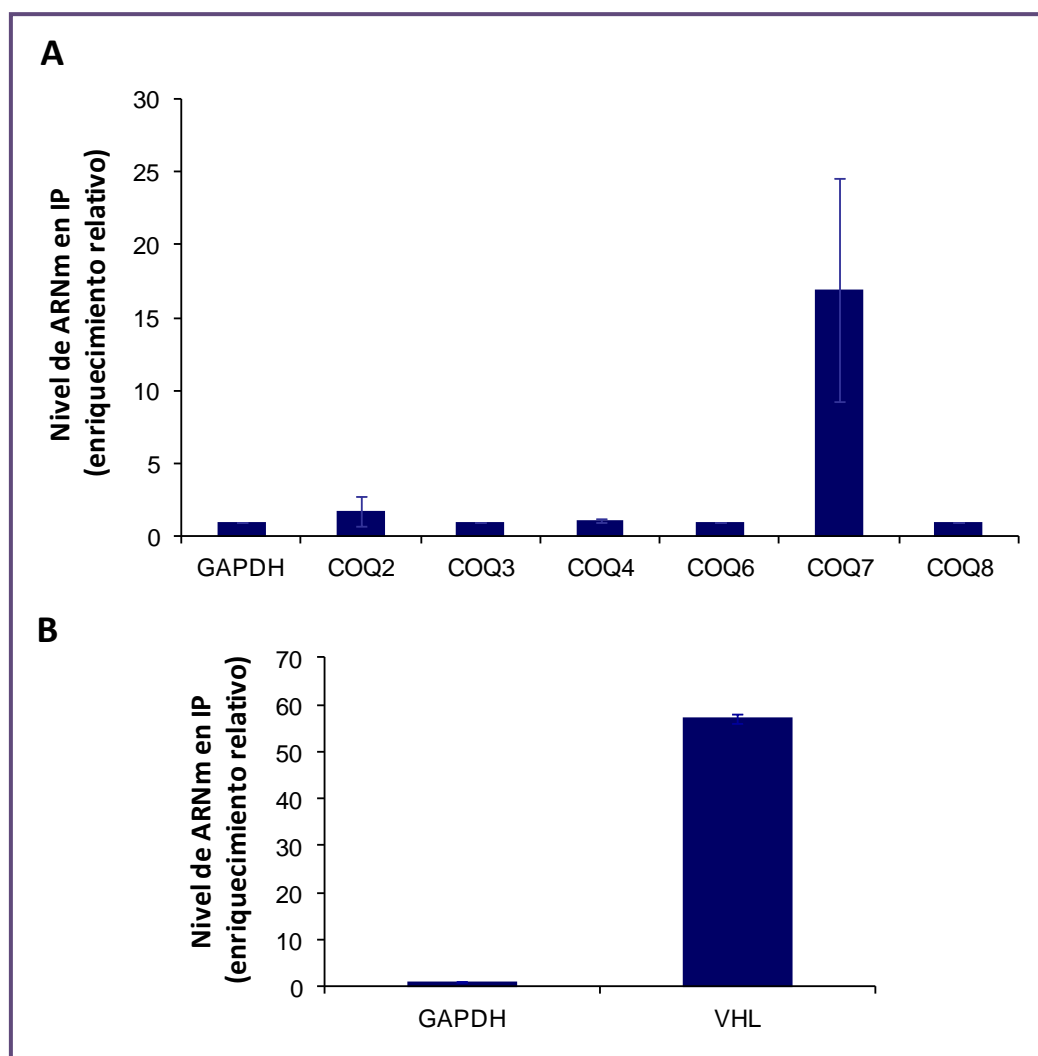 A
Nivel de ARNm en IP
(enriquecimiento relativo)
30
25
20
15
10
5
0
GAPDH COQ2 COQ3 COQ4 COQ6 COQ7 COQ8
B
Nivel de ARNm en IP
(enriquecimiento relativo)
70
60
50
40
30
20
10
0
GAPDH VHL